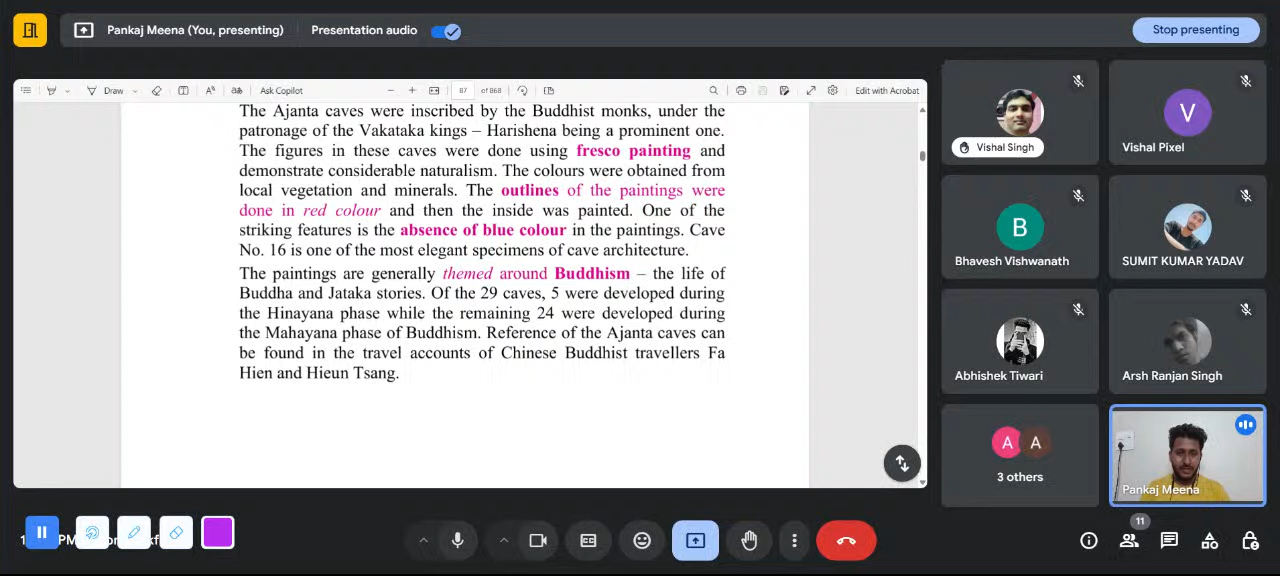 Pankaj Meena (You, presenting)
Presentation audio
Stop presenting
Draw
Ask Copilot
87
of 868
Edit with Acrobat
The Ajanta caves were inscribed by the Buddhist monks, under the
patronage of the Vakataka kings – Harishena being a prominent one.
The figures in these caves were done using fresco painting and
demonstrate considerable naturalism. The colours were obtained from
local vegetation and minerals. The outlines of the paintings were
done in red colour and then the inside was painted. One of the
striking features is the absence of blue colour in the paintings. Cave
No. 16 is one of the most elegant specimens of cave architecture.
The paintings are generally themed around Buddhism – the life of
Buddha and Jataka stories. Of the 29 caves, 5 were developed during
the Hinayana phase while the remaining 24 were developed during
the Mahayana phase of Buddhism. Reference of the Ajanta caves can
be found in the travel accounts of Chinese Buddhist travellers Fa
Hien and Hieun Tsang.
Vishal Singh
V
Vishal Pixel
B
Bhavesh Vishwanath
SUMIT KUMAR YADAV
Abhishek Tiwari
Arsh Ranjan Singh
A A
3 others
Pankaj Meena
PM
11